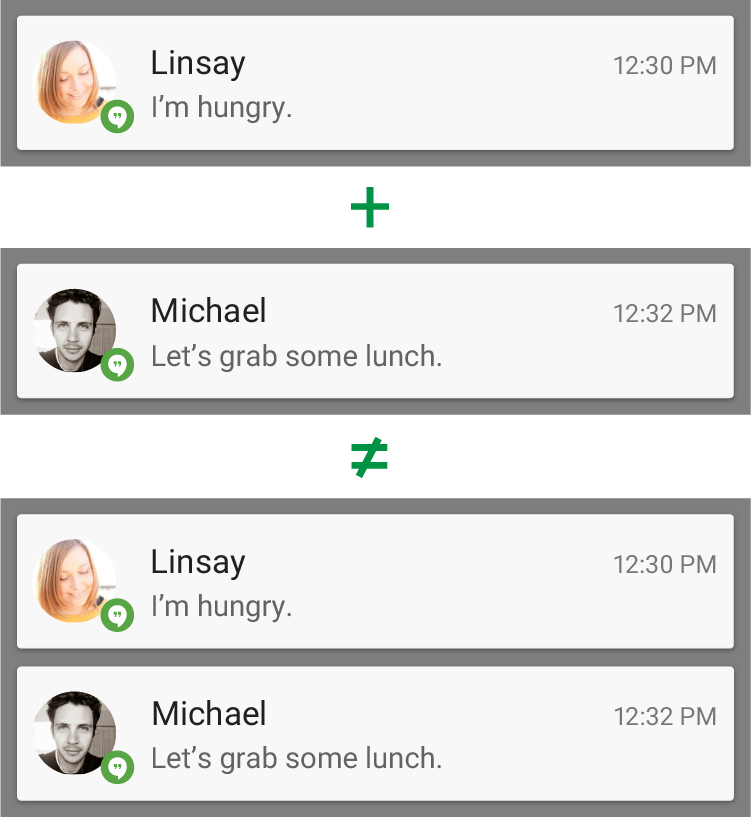 Linsay
12:30 PM
I’m hungry.
+
Michael
12:32 PM
Let’s grab some lunch.
≠
Linsay
12:30 PM
I’m hungry.
Michael
12:32 PM
Let’s grab some lunch.